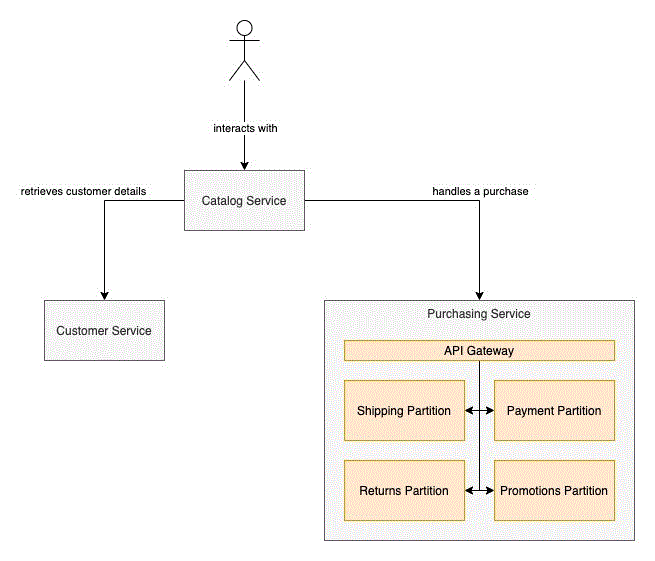 interacts with
retrieves customer details
handles a purchase
Catalog Service
Customer Service
Purchasing Service
API Gateway
Shipping Partition
Payment Partition
Returns Partition
Promotions Partition